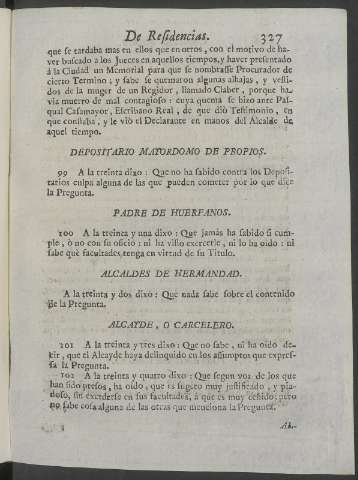 De Residencias. 327
que se tardaba mas en ellos que en otros, con el motivo de ha-
ver buscado a los Jueces en aquellos tiempos, y haver presentado
à la Ciudad un Memorial para que se nombrasse Procurador de
cierto Termino; y sabe se quemaron algunas alhajas, y vesti-
dos de la muger de un Regidor, llamado Claber, porque ha-
via muerto de mal contagioso: cuya quema se hizo ante Pas-
qual Casamayor, Escribano Real, de que diò Testimonio, en
que constaba, y le viò el Declarante en manos del Alcalde de
aquel tiempo.
DEPOSITARIO MAYORDOMO DE PROPIOS.
99 A la treinta dixo: Que no ha sabido contra los Deposi-
tarios culpa alguna de las que pueden cometer por lo que dice
la Pregunta.
PADRE DE HUERFANOS.
100 A la treinta y una dixo: Que jamàs ha sabido si cum-
ple, ò no con su oficio: ni ha visto exercerle, ni lo ha oido: ni
sabe què facultades tenga en virtud de su Titulo.
ALCALDES DE HERMANDAD.
A la treinta y dos dixo: Que nada sabe sobre el contenido
de la Pregunta.
ALCAYDE, O CARCELERO.
101 A la treinta y tres dixo: Que no sabe, ni ha oido de-
cir, que el Alcayde haya delinquido en los assumptos que expres-
sa la Pregunta.
102 A la treinta y quatro dixo: Que segun voz de los que
han sido presos, ha oido, que es sugeto muy justificado, y pia-
doso, sin excederse en sus facultades, à que es muy ceñido; pero
no sabe cosa alguna de las otras que menciona la Pregunta.
Al-